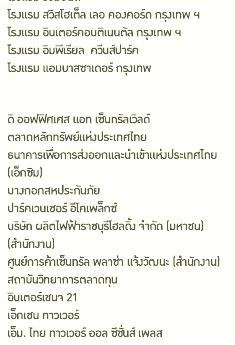 โรงแรม สวิสโฮเต็ล เลอ คองคอร์ด กรุงเทพ ฯ
โรงแรม อินเตอร์คอนติเนนตัล กรุงเทพ ฯ
โรงแรม อิมพีเรียล ควีนส์ปาร์ค
โรงแรม แอมบาสซาเดอร์ กรุงเทพ
ดิ ออฟฟิศเศส แอท เซ็นทรัลเวิลด์
ตลาดหลักทรัพย์แห่งประเทศไทย
ธนาคารเพื่อการส่งออกและนำเข้าแห่งประเทศไทย
(เอ็กซิม)
บางกอกสหประกันภัย
ปาร์คเวนเชอร์ อีโคเพล็กซ์
บริษัท ผลิตไฟฟ้าราชบุรีโฮลดิ้ง จำกัด (มหาชน)
(สำนักงาน)
ศูนย์การค้าเซ็นทรัล พลาซ่า แจ้งวัฒนะ (สำนักงาน)
สถาบันวิทยาการตลาดทุน
อินเตอร์เชนจ 21
เอ็กเชน ทาวเวอร์
เอ็ม. ไทย ทาวเวอร์ ออล ซีซั่นส์ เพลส